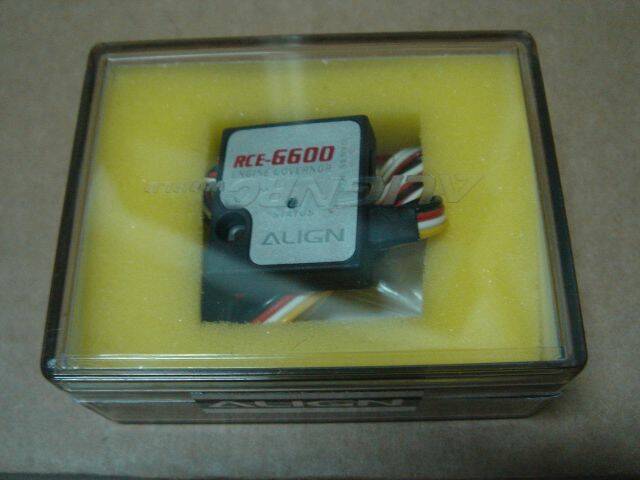 RCE-G600
ENGINE GOVERNOR
STATUS
ALIGN
ALIGN